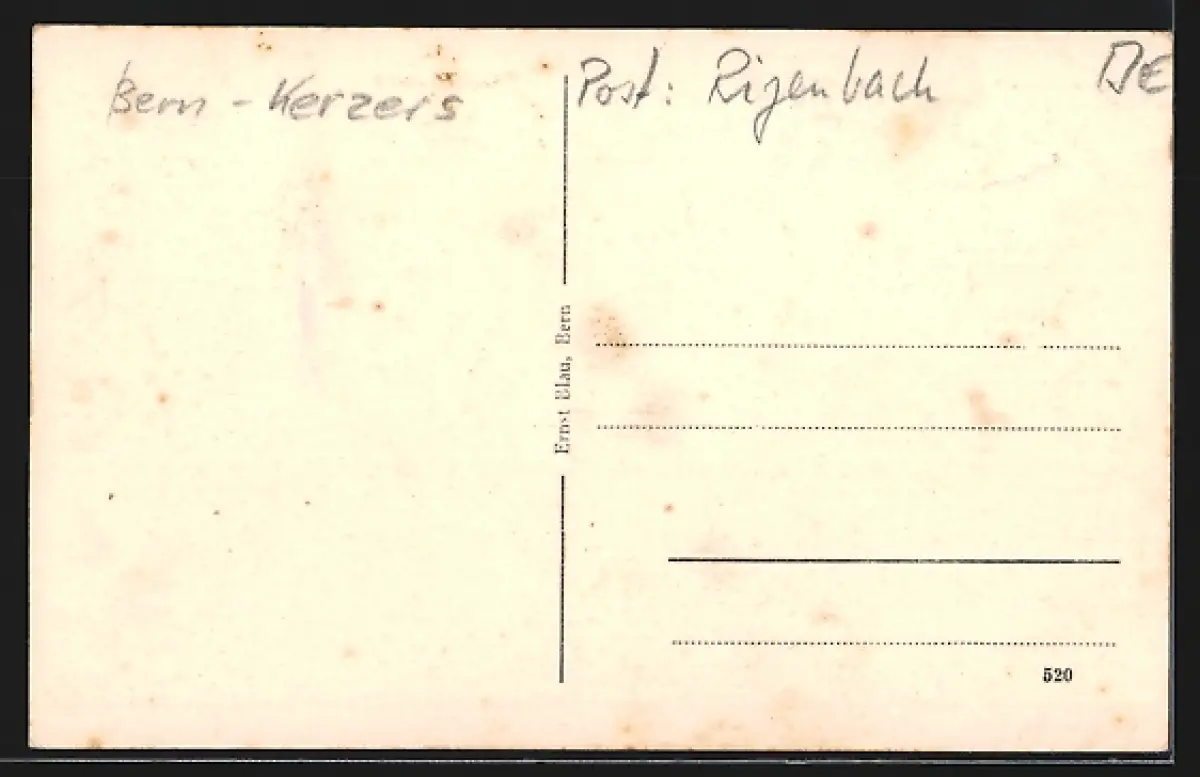 Bern - Kerzers
Post: Rizenbach
BE
Ernst Blau, Bern
520